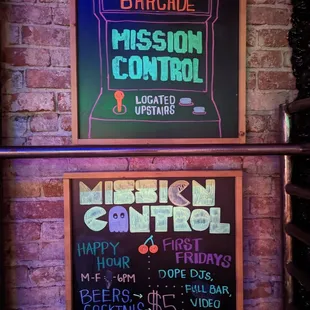 BARCADE
MISSION
CONTROL
LOCATED
UPSTAIRS
MISSION
CONTROL
HAPPY
HOUR
M-F -6PM
BEERS,
COCKTAILS
$5
FIRST
FRIDAYS
DOPE DJs,
FULL BAR,
VIDEO